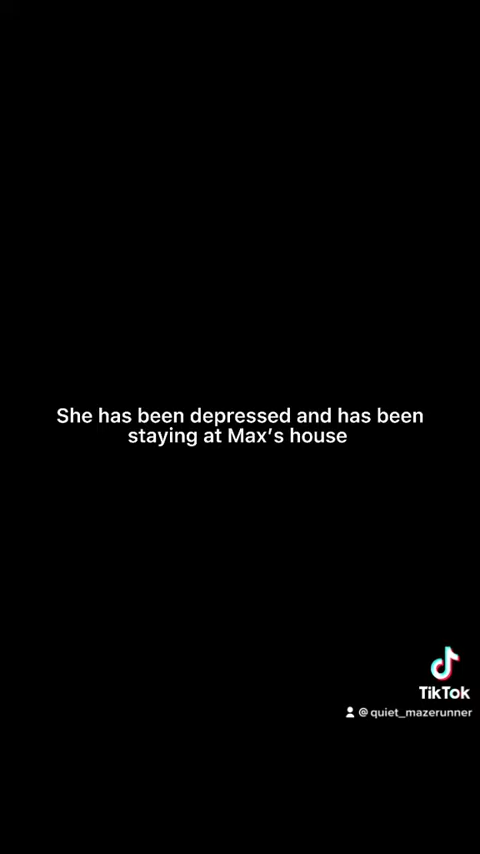 She has been depressed and has been
staying at Max’s house
TikTok
@quiet_mazerunner